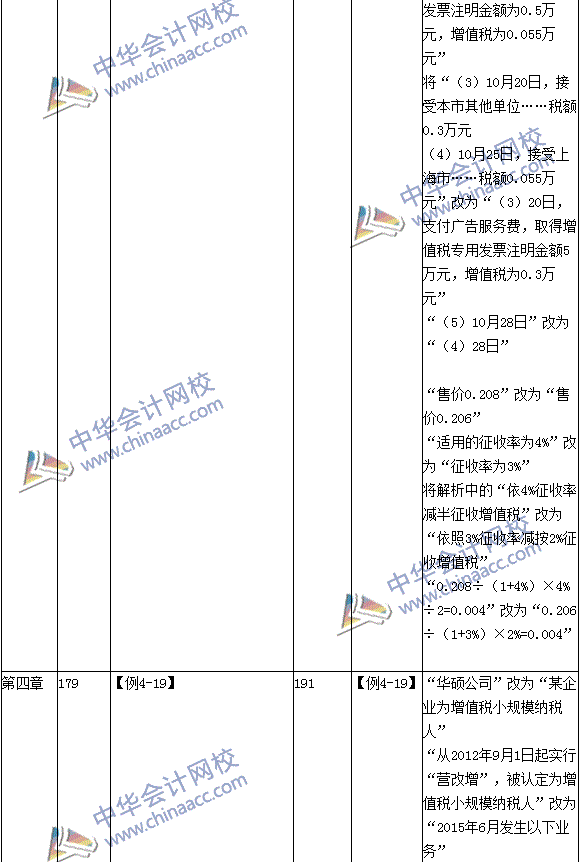 发票注明金额为0.5万
元，增值税为0.055万
元”
将“（3）10月20日，接
受本市其他单位……税额
0.3万元
（4）10月25日，接受上
海市……税额0.055万
元”改为“（3）20日，
支付广告服务费，取得增
值税专用发票注明金额5
万元，增值税为0.3万
元”
“（5）10月28日”改为
“（4）28日”
“售价0.208”改为“售
价0.206”
“适用的征收率为4%”改
为“征收率为3%”
将解析中的“依4%征收率
减半征收增值税”改为
“依照3%征收率减按2%征
收增值税”
“0.208÷（1+4%）×4%
÷2=0.004”改为“0.206
÷（1+3%）×2%=0.004”
第四章 179 【例4-19】 191 【例4-19】 “华硕公司”改为“某企
业为增值税小规模纳税
人”
“从2012年9月1日起实行
“营改增”，被认定为增
值税小规模纳税人”改为
“2015年6月发生以下业
务”
中华会计网校
www.chinaacc.com
中华会计网校
www.chinaacc.com
中华会计网校
www.chinaacc.com
中华会计网校
www.chinaacc.com
中华会计网校
www.chinaacc.com